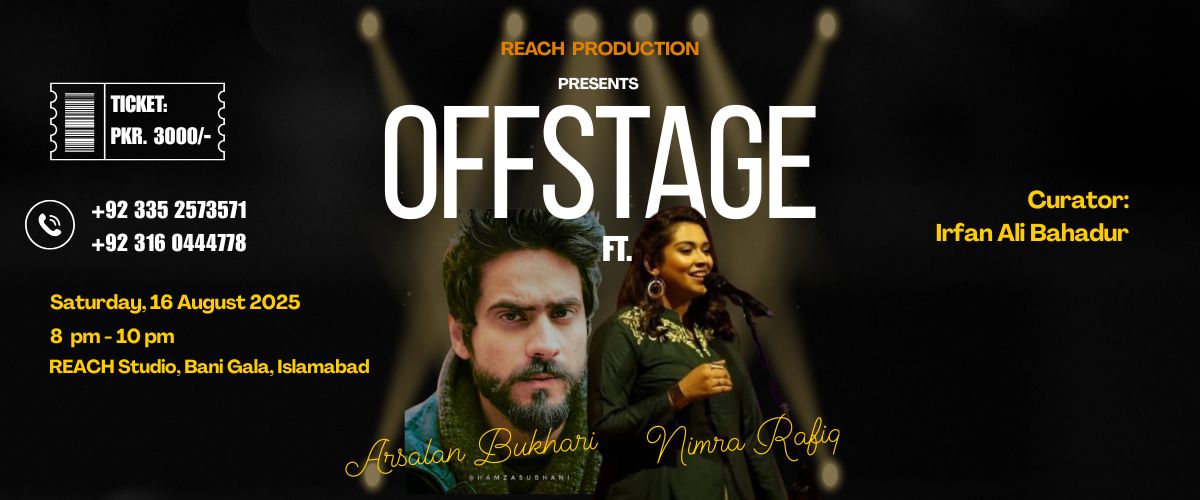 REACH PRODUCTION
PRESENTS
OFFSTAGE
FT.
TICKET:
PKR. 3000/-
+92 335 2573571
+92 316 0444778
Saturday, 16 August 2025
8 pm - 10 pm
REACH Studio, Bani Gala, Islamabad
Curator:
Irfan Ali Bahadur
Arsalan Bukhari
Nimra Rafiq
@HAMZASUBHANI